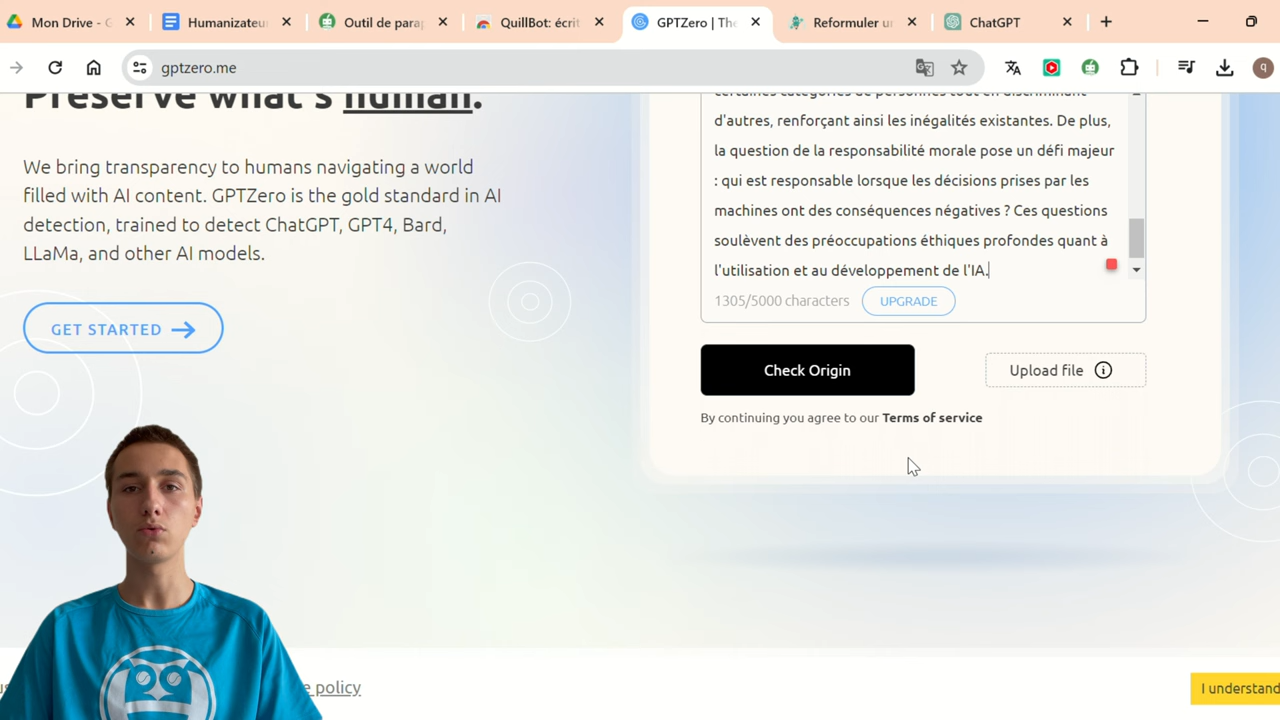 Mon Drive - G
Humanizateu
Outil de parap
QuillBot: écrit
GPTZero | The
Reformuler u
ChatGPT
gptzero.me
q
Preserve what's human.
We bring transparency to humans navigating a world
filled with AI content. GPTZero is the gold standard in AI
detection, trained to detect ChatGPT, GPT4, Bard,
LLaMa, and other AI models.
GET STARTED
certaines catégories de personnes tout en discriminant
d'autres, renforçant ainsi les inégalités existantes. De plus,
la question de la responsabilité morale pose un défi majeur
: qui est responsable lorsque les décisions prises par les
machines ont des conséquences négatives ? Ces questions
soulèvent des préoccupations éthiques profondes quant à
l'utilisation et au développement de l'IA.
1305/5000 characters
UPGRADE
Check Origin
Upload file
By continuing you agree to our Terms of service
e policy
I understand